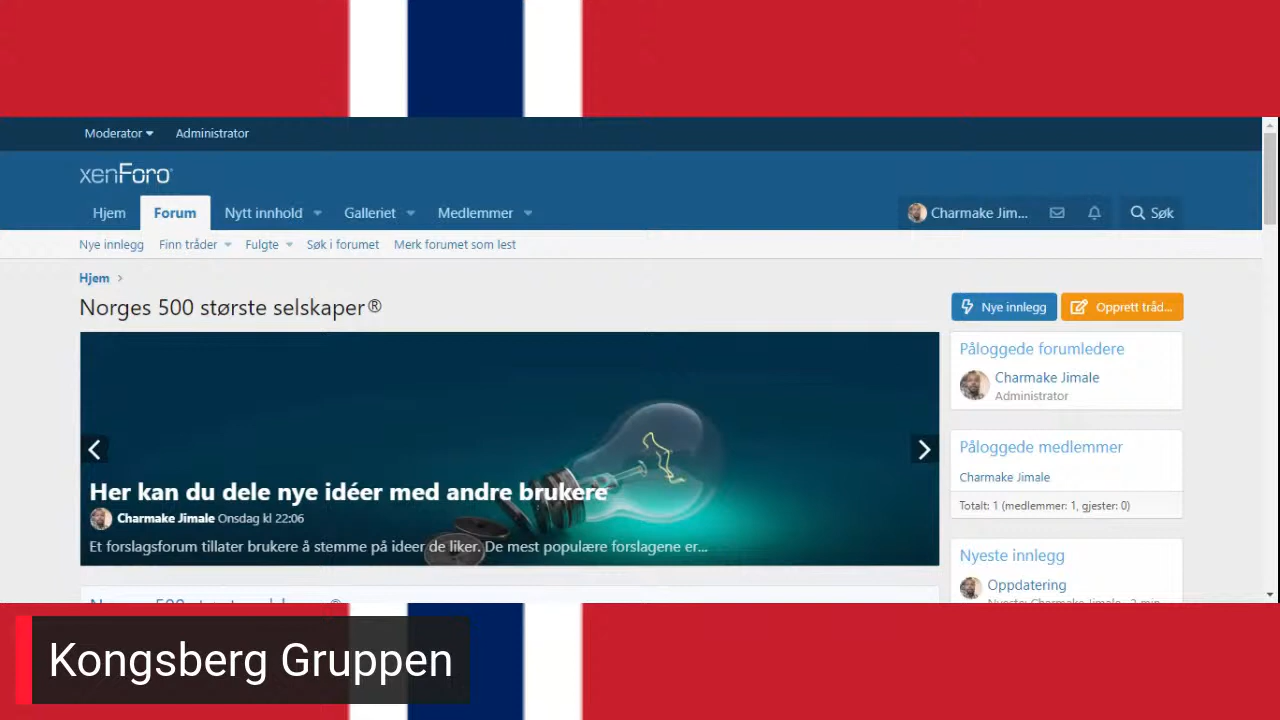 Moderator Administrator
xenForo
Hjem Forum Nytt innhold Galleriet Medlemmer Charmake Jim... Søk
Nye innlegg Finn tråder Fulgte Søk i forumet Merk forumet som lest
Hjem
Norges 500 største selskaper®
Nye innlegg Opprett tråd...
Her kan du dele nye idéer med andre brukere
Charmake Jimale Onsdag kl 22:06
Et forslagsforum tillater brukere å stemme på ideer de liker. De mest populære forslagene er...
Påloggede forumledere
Charmake Jimale
Administrator
Påloggede medlemmer
Charmake Jimale
Totalt: 1 (medlemmer: 1, gjester: 0)
Nyeste innlegg
Oppdatering
Kongsberg Gruppen